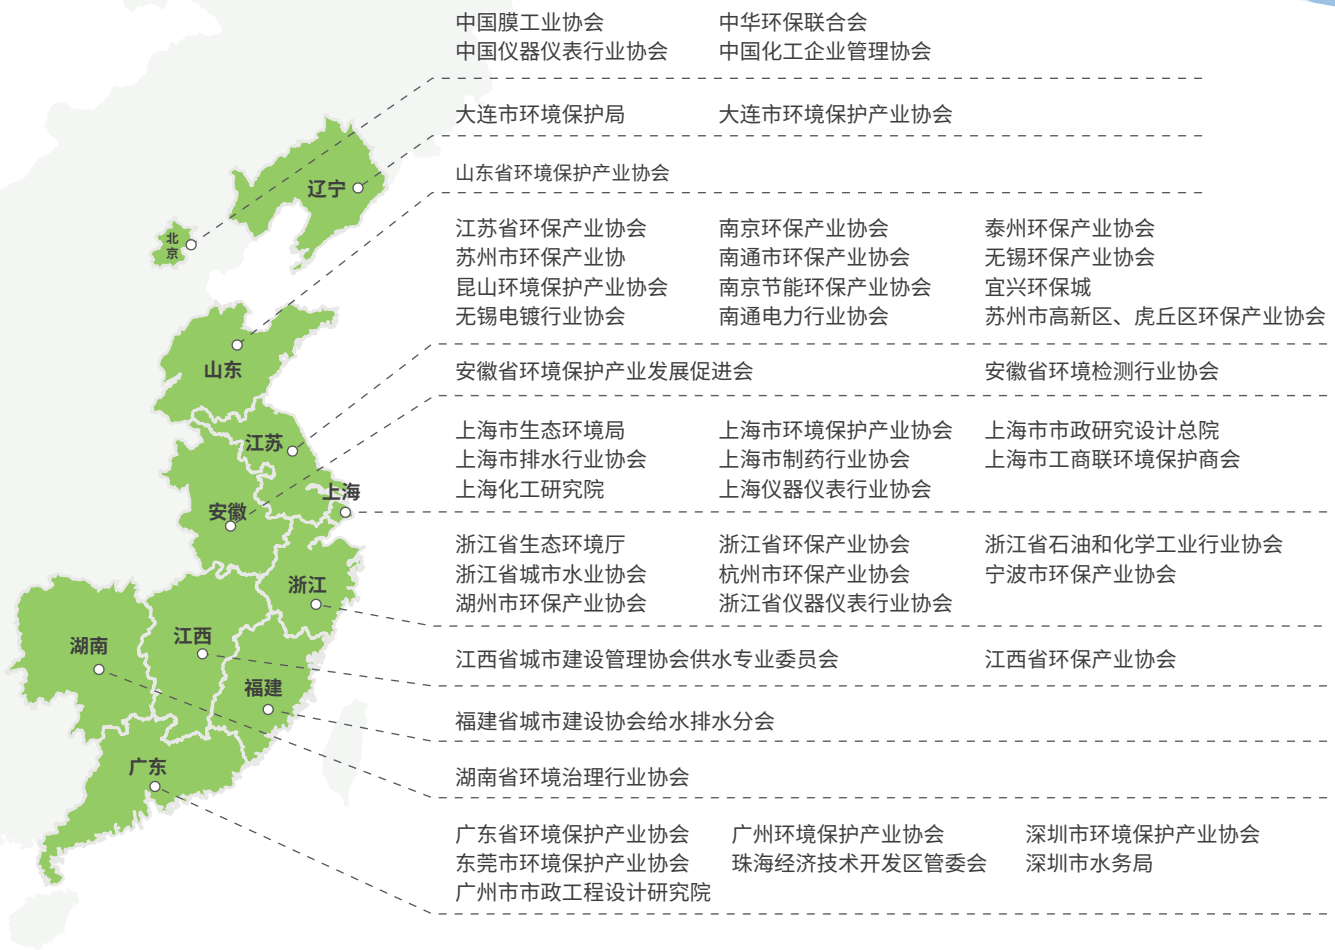 中国膜工业协会 中华环保联合会
中国仪器仪表行业协会 中国化工企业管理协会
大连市环境保护局 大连市环境保护产业协会
山东省环境保护产业协会
江苏省环保产业协会 南京环保产业协会 泰州环保产业协会
苏州市环保产业协 南通市环保产业协会 无锡环保产业协会
昆山环境保护产业协会 南京节能环保产业协会 宜兴环保城
无锡电镀行业协会 南通电力行业协会 苏州市高新区、虎丘区环保产业协会
安徽省环境保护产业发展促进会 安徽省环境检测行业协会
上海市生态环境局 上海市环境保护产业协会 上海市市政研究设计总院
上海市排水行业协会 上海市制药行业协会 上海市工商联环境保护商会
上海化工研究院 上海仪器仪表行业协会
浙江省生态环境厅 浙江省环保产业协会 浙江省石油和化学工业行业协会
浙江省城市水业协会 杭州市环保产业协会 宁波市环保产业协会
湖州市环保产业协会 浙江省仪器仪表行业协会
江西省城市建设管理协会供水专业委员会 江西省环保产业协会
福建省城市建设协会给水排水分会
湖南省环境治理行业协会
广东省环境保护产业协会 广州环境保护产业协会 深圳市环境保护产业协会
东莞市环境保护产业协会 珠海经济技术开发区管委会 深圳市水务局
广州市市政工程设计研究院
辽宁
北
京
山东
江苏
上海
安徽
浙江
江西
湖南
福建
广东